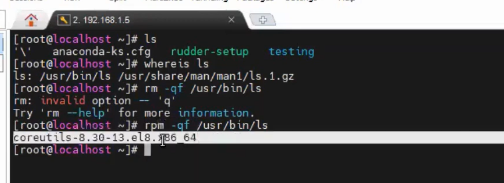 2. 192.168.1.5
[root@localhost ~]# ls
'\' anaconda-ks.cfg rudder-setup testing
[root@localhost ~]# whereis ls
ls: /usr/bin/ls /usr/share/man/man1/ls.1.gz
[root@localhost ~]# rm -qf /usr/bin/ls
rm: invalid option -- 'q'
Try 'rm --help' for more information.
[root@localhost ~]# rpm -qf /usr/bin/ls
coreutils-8.30-13.el8.x86_64
[root@localhost ~]#